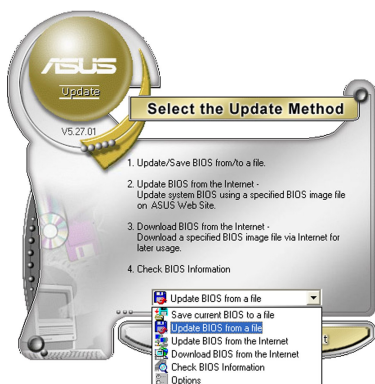 ASUS
Update
V5.27.01
Select the Update Method
1. Update/Save BIOS from/to a file.
2. Update BIOS from the Internet -
Update system BIOS using a specified BIOS image file
on ASUS Web Site.
3. Download BIOS from the Internet -
Download a specified BIOS image file via Internet for
later usage.
4. Check BIOS Information
Update BIOS from a file
Save current BIOS to a file
Update BIOS from a file
Update BIOS from the Internet
Download BIOS from the Internet
Check BIOS Information
Options